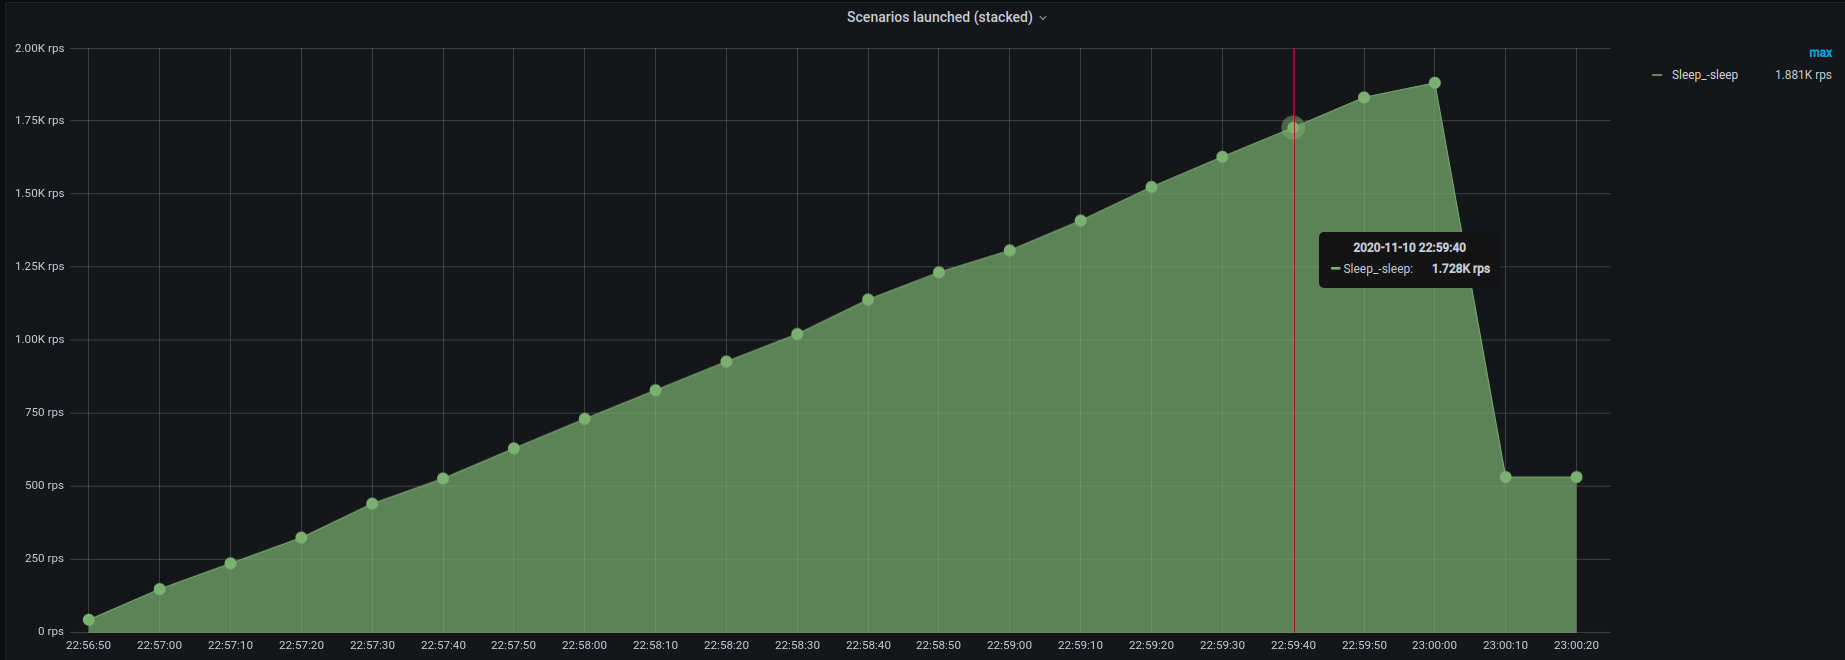 Scenarios launched (stacked)
2.00K rps
1.75K rps
1.50K rps
1.25K rps
1.00K rps
750 rps
500 rps
250 rps
0 rps
max
Sleep_-sleep 1.881K rps
2020-11-10 22:59:40
Sleep_-sleep: 1.728K rps
22:56:50 22:57:00 22:57:10 22:57:20 22:57:30 22:57:40 22:57:50 22:58:00 22:58:10 22:58:20 22:58:30 22:58:40 22:58:50 22:59:00 22:59:10 22:59:20 22:59:30 22:59:40 22:59:50 23:00:00 23:00:10 23:00:20